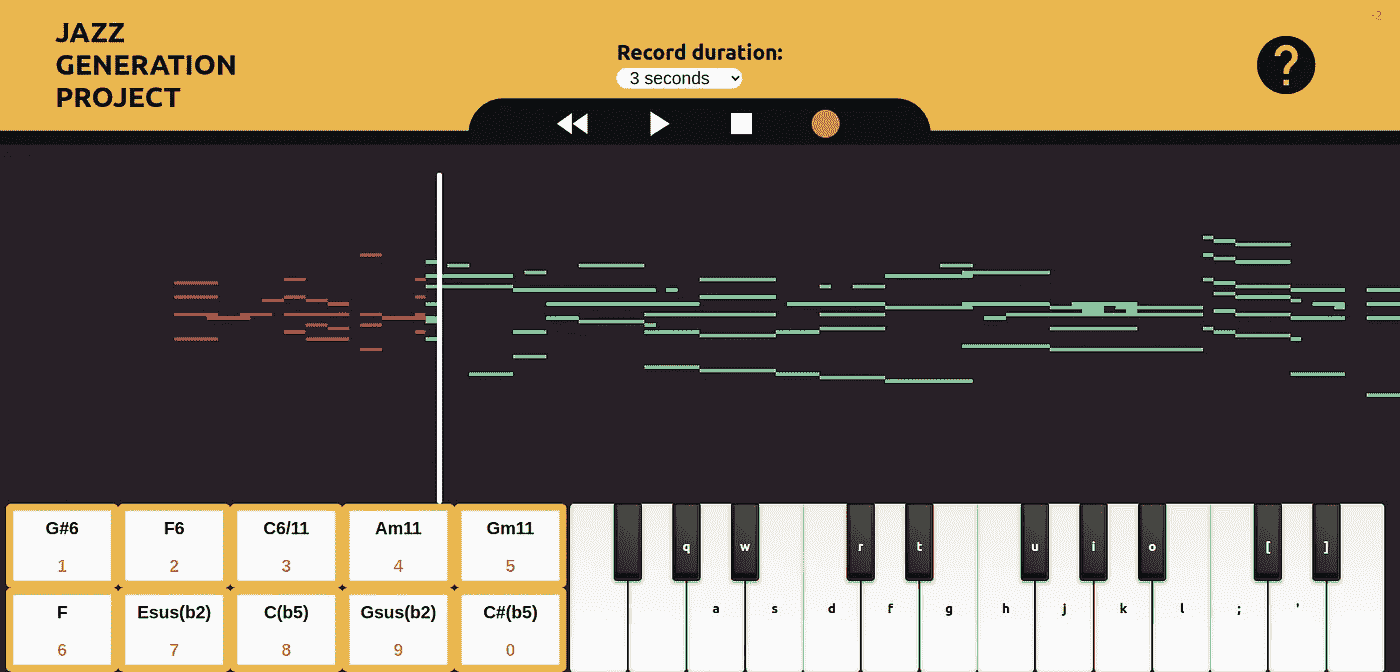 JAZZ
GENERATION
PROJECT
Record duration:
3 seconds
?
-2
G#6
F6
C6/11
Am11
Gm11
1
2
3
4
5
F
Esus(b2)
C(b5)
Gsus(b2)
C#(b5)
6
7
8
9
0
q
w
r
t
u
i
o
[
]
a
s
d
f
g
h
j
k
l
;
'